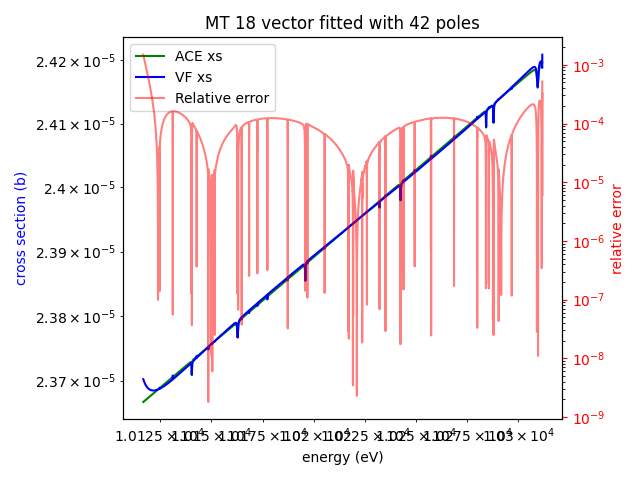 MT 18 vector fitted with 42 poles
ACE xs
VF xs
Relative error
2.42 × 10⁻⁵
2.41 × 10⁻⁵
2.4 × 10⁻⁵
2.39 × 10⁻⁵
2.38 × 10⁻⁵
2.37 × 10⁻⁵
cross section (b)
10⁻³
10⁻⁴
10⁻⁵
10⁻⁶
10⁻⁷
10⁻⁸
10⁻⁹
relative error
energy (eV)